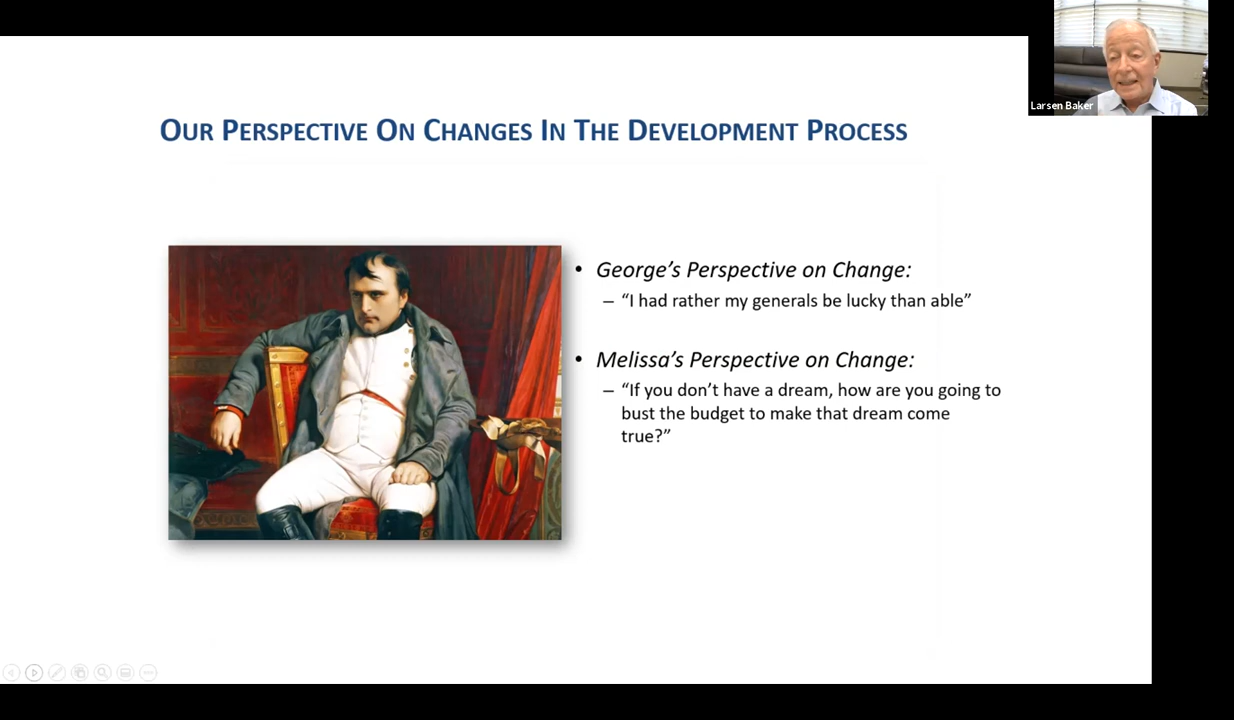 Larsen Baker
OUR PERSPECTIVE ON CHANGES IN THE DEVELOPMENT PROCESS
• George’s Perspective on Change:
– “I had rather my generals be lucky than able”
• Melissa’s Perspective on Change:
– “If you don’t have a dream, how are you going to
bust the budget to make that dream come
true?”